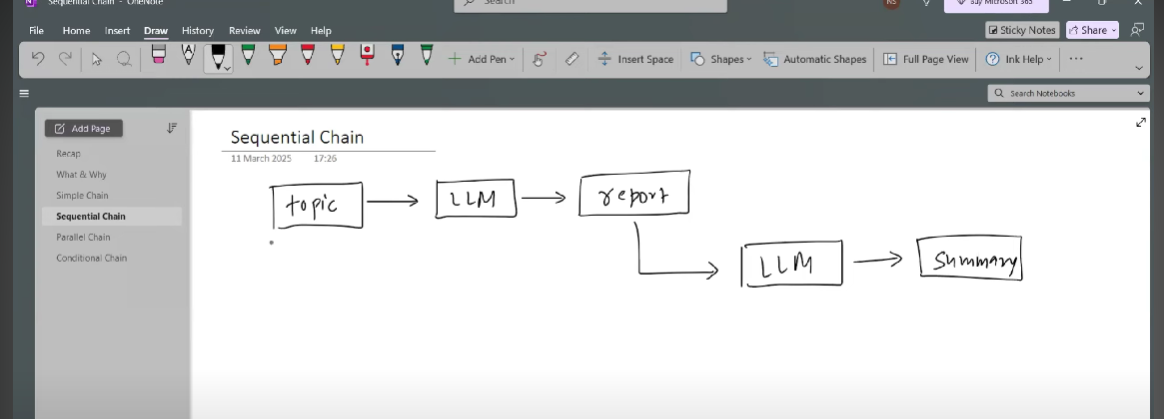 Sequential Chain - OneNote
Search
RS
Buy Microsoft 365
File Home Insert Draw History Review View Help
Sticky Notes Share
Add Pen Insert Space Shapes Automatic Shapes Full Page View Ink Help ...
Search Notebooks
Add Page
Recap
What & Why
Simple Chain
Sequential Chain
Parallel Chain
Conditional Chain
Sequential Chain
11 March 2025 17:26
topic LLM report
LLM summary